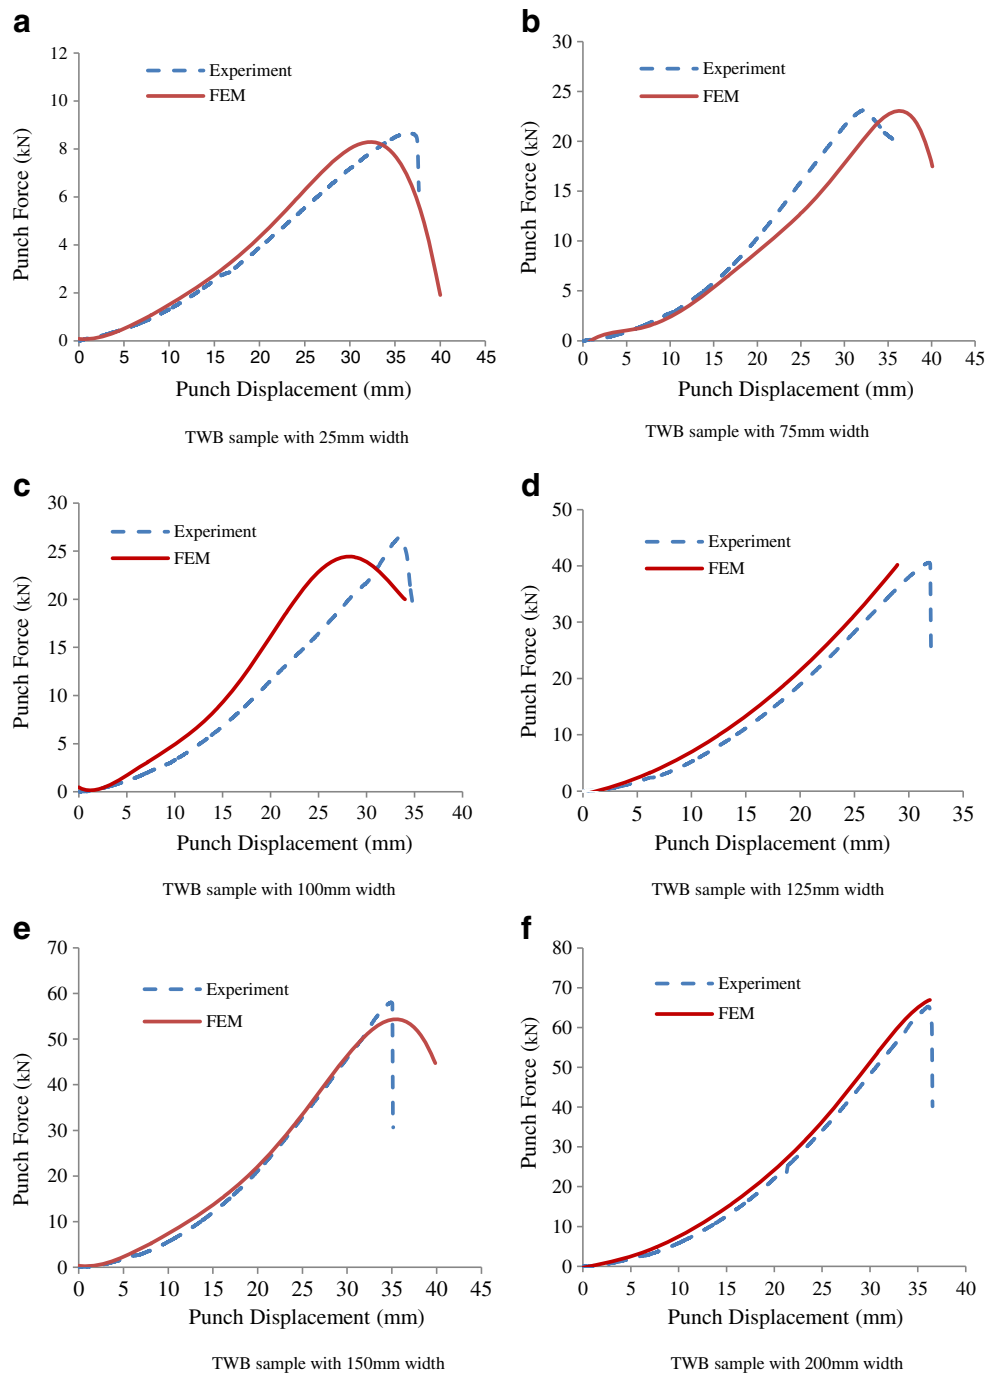 a
12
10
8
6
4
2
0
0 5 10 15 20 25 30 35 40 45
Punch Force (kN)
Experiment
FEM
Punch Displacement (mm)
TWB sample with 25mm width
b
30
25
20
15
10
5
0
0 5 10 15 20 25 30 35 40 45
Punch Force (kN)
Experiment
FEM
Punch Displacement (mm)
TWB sample with 75mm width
c
30
25
20
15
10
5
0
0 5 10 15 20 25 30 35 40
Punch Force (kN)
Experiment
FEM
Punch Displacement (mm)
TWB sample with 100mm width
d
50
40
30
20
10
0
0 5 10 15 20 25 30 35
Punch Force (kN)
Experiment
FEM
Punch Displacement (mm)
TWB sample with 125mm width
e
70
60
50
40
30
20
10
0
0 5 10 15 20 25 30 35 40 45
Punch Force (kN)
Experiment
FEM
Punch Displacement (mm)
TWB sample with 150mm width
f
80
70
60
50
40
30
20
10
0
0 5 10 15 20 25 30 35 40
Punch Force (kN)
Experiment
FEM
Punch Displacement (mm)
TWB sample with 200mm width